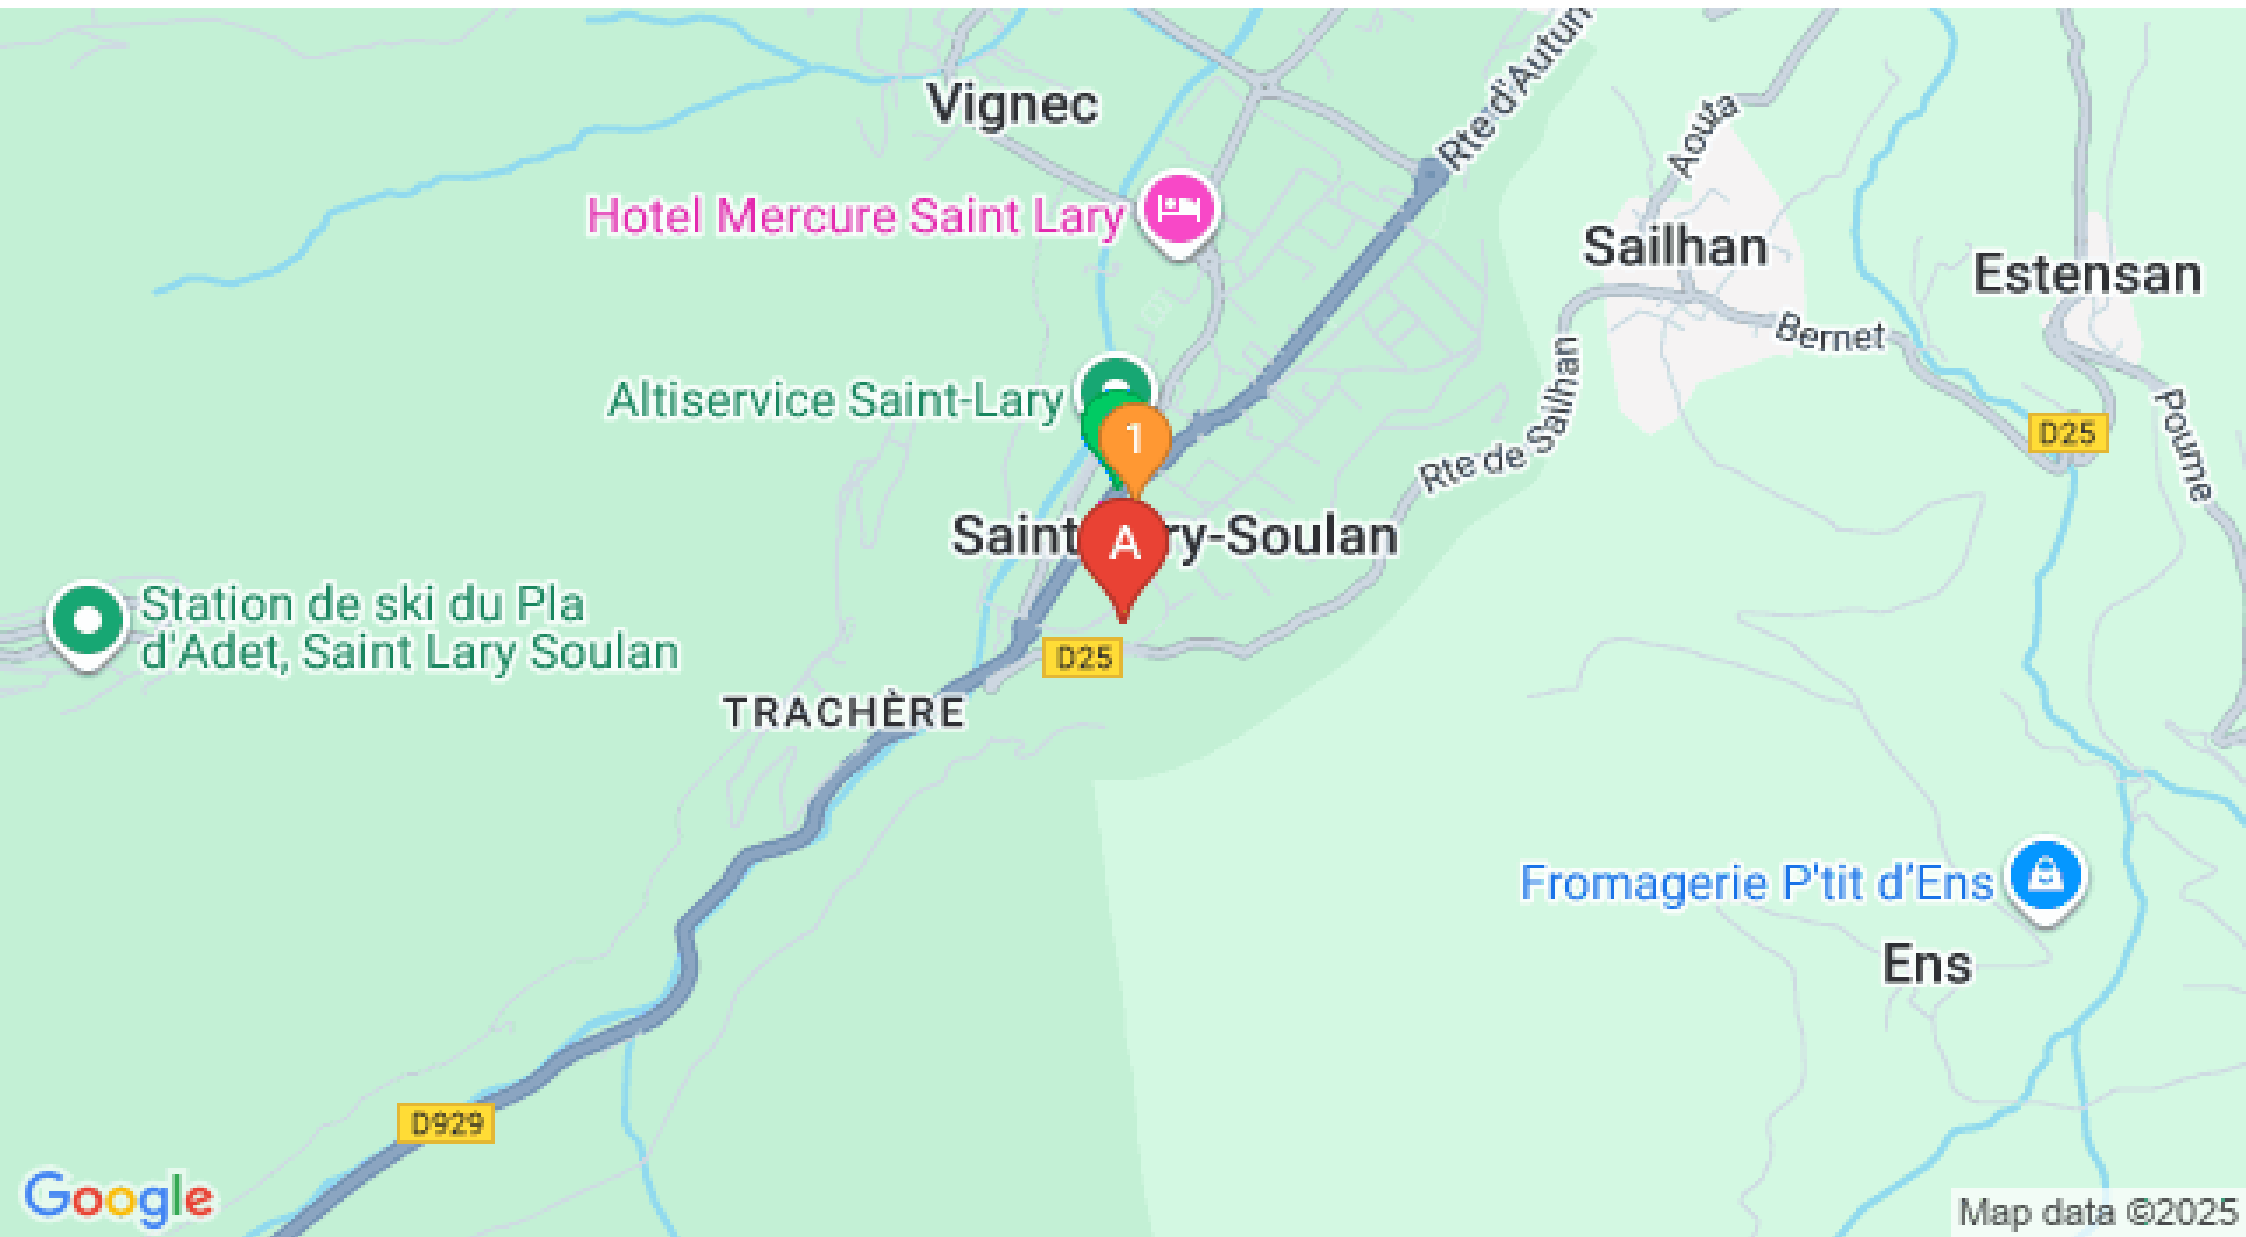 Vignec
Rte d'Autun
Aouta
Hotel Mercure Saint Lary
Sailhan
Estensan
Bernet
Altiservice Saint-Lary
1
Rte de Sailhan
D25
Poume
Saint
ry-Soulan
A
Station de ski du Pla
d'Adet, Saint Lary Soulan
D25
TRACHÈRE
Fromagerie P'tit d'Ens
Ens
D929
Google
Map data ©2025